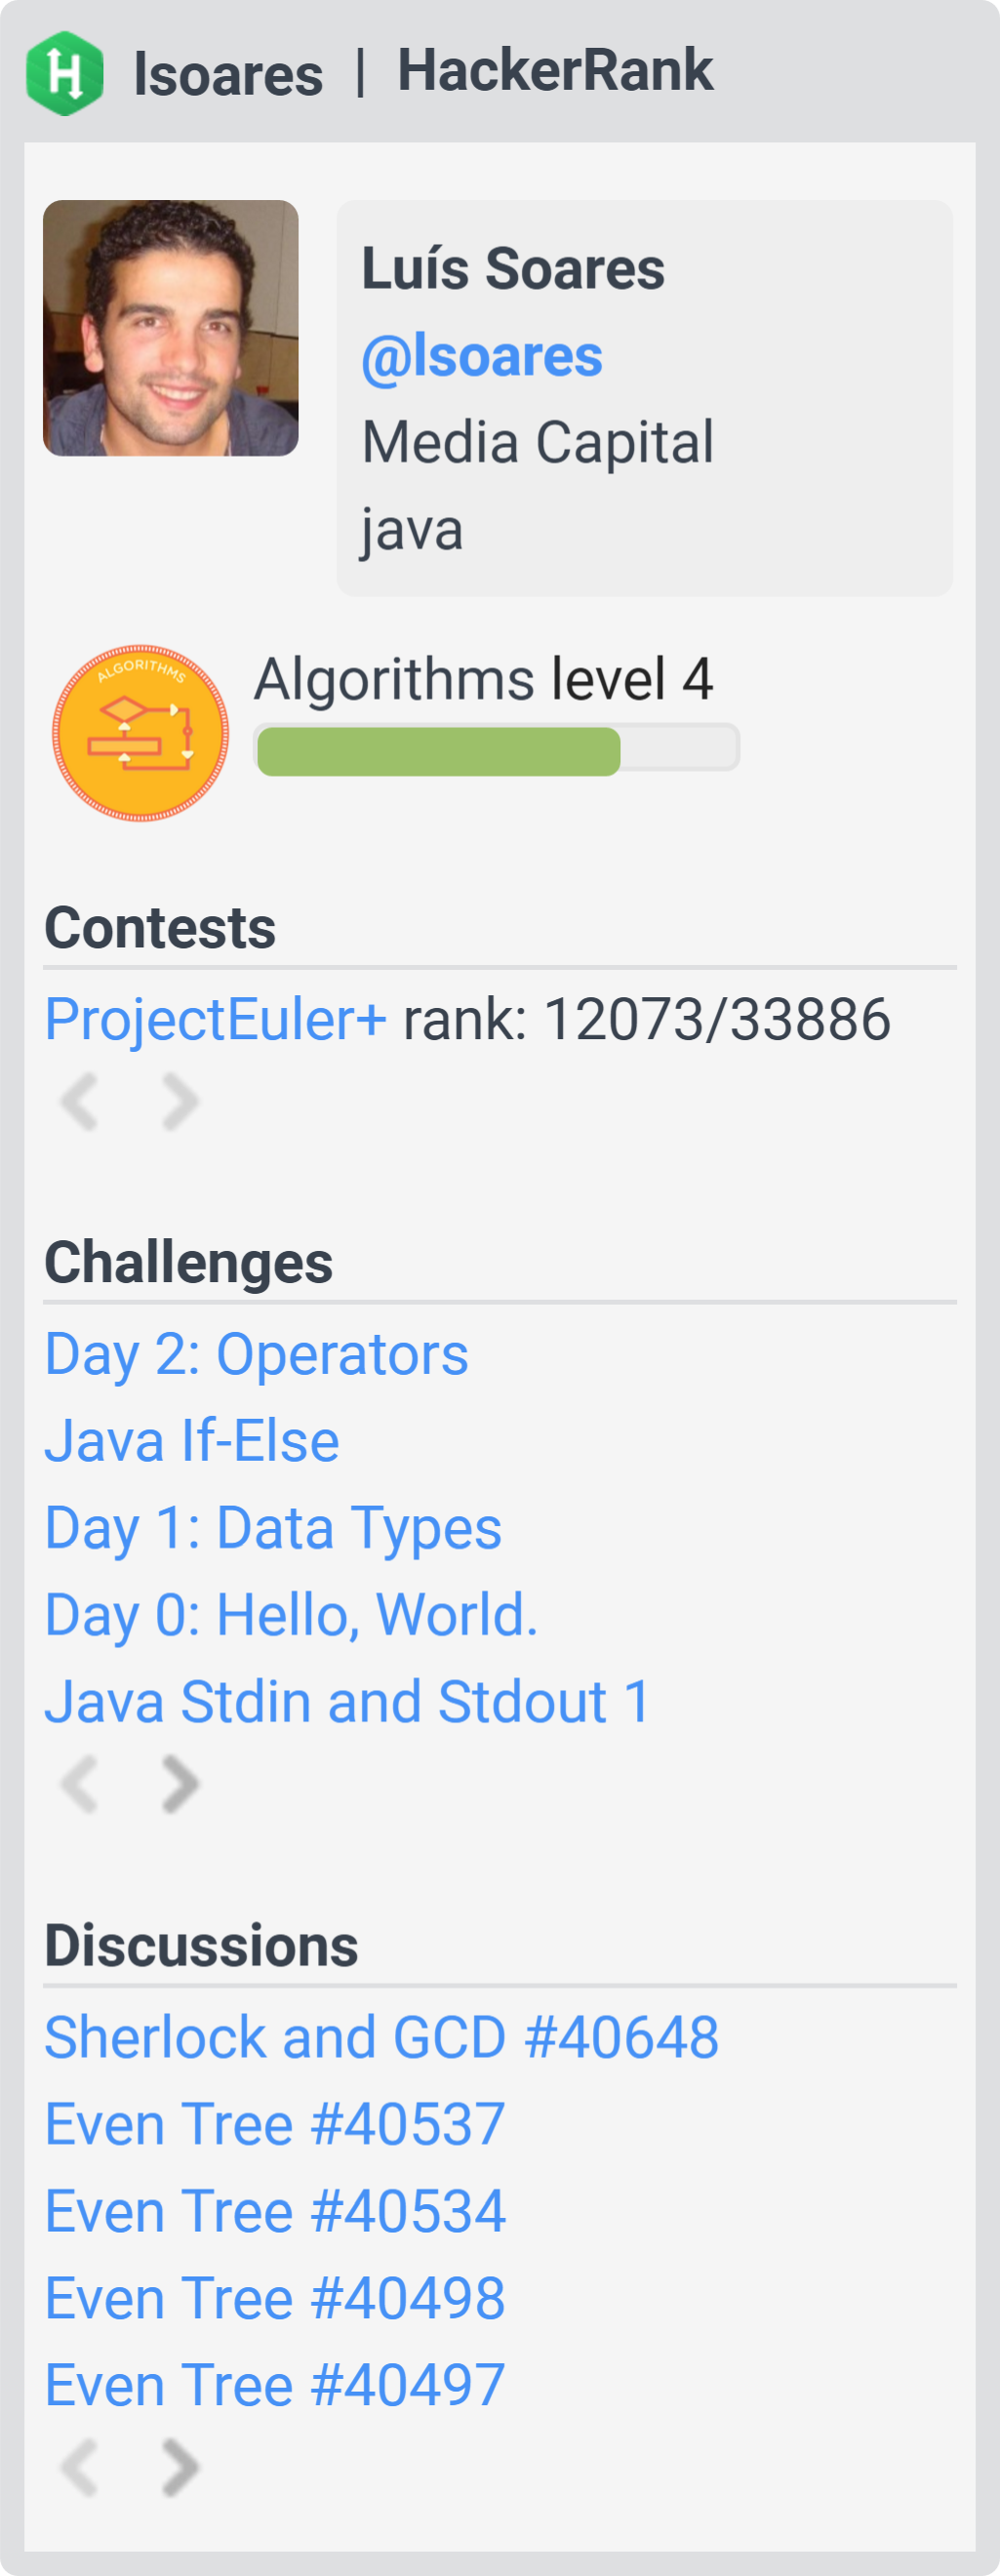 H lsoares | HackerRank
Luís Soares
@lsoares
Media Capital
java
ALGORITHMS
Algorithms level 4
Contests
ProjectEuler+ rank: 12073/33886
Challenges
Day 2: Operators
Java If-Else
Day 1: Data Types
Day 0: Hello, World.
Java Stdin and Stdout 1
Discussions
Sherlock and GCD #40648
Even Tree #40537
Even Tree #40534
Even Tree #40498
Even Tree #40497